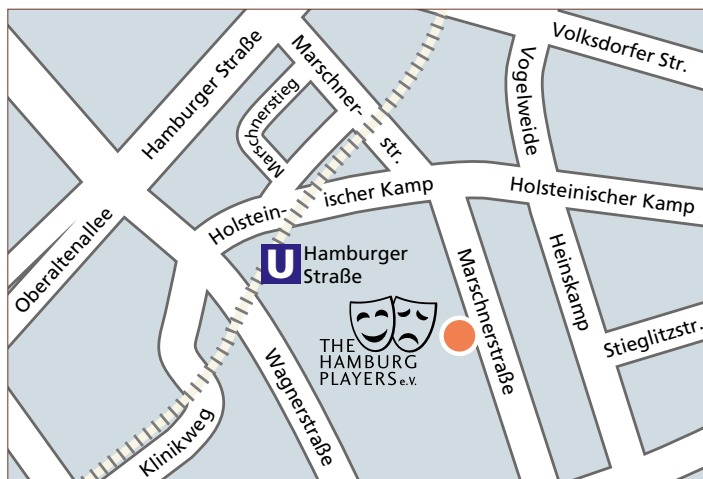 Volksdorfer Str.
Hamburger Straße
Marschner-
str.
Vogelweide
Marschnerstieg
Holstein-
ischer Kamp
Holsteinischer Kamp
Oberaltenallee
U Hamburger
Straße
Heinskamp
Marschnerstraße
Stieglitzstr.
THE
HAMBURG
PLAYERS e.v.
Wagnerstraße
Klinikweg